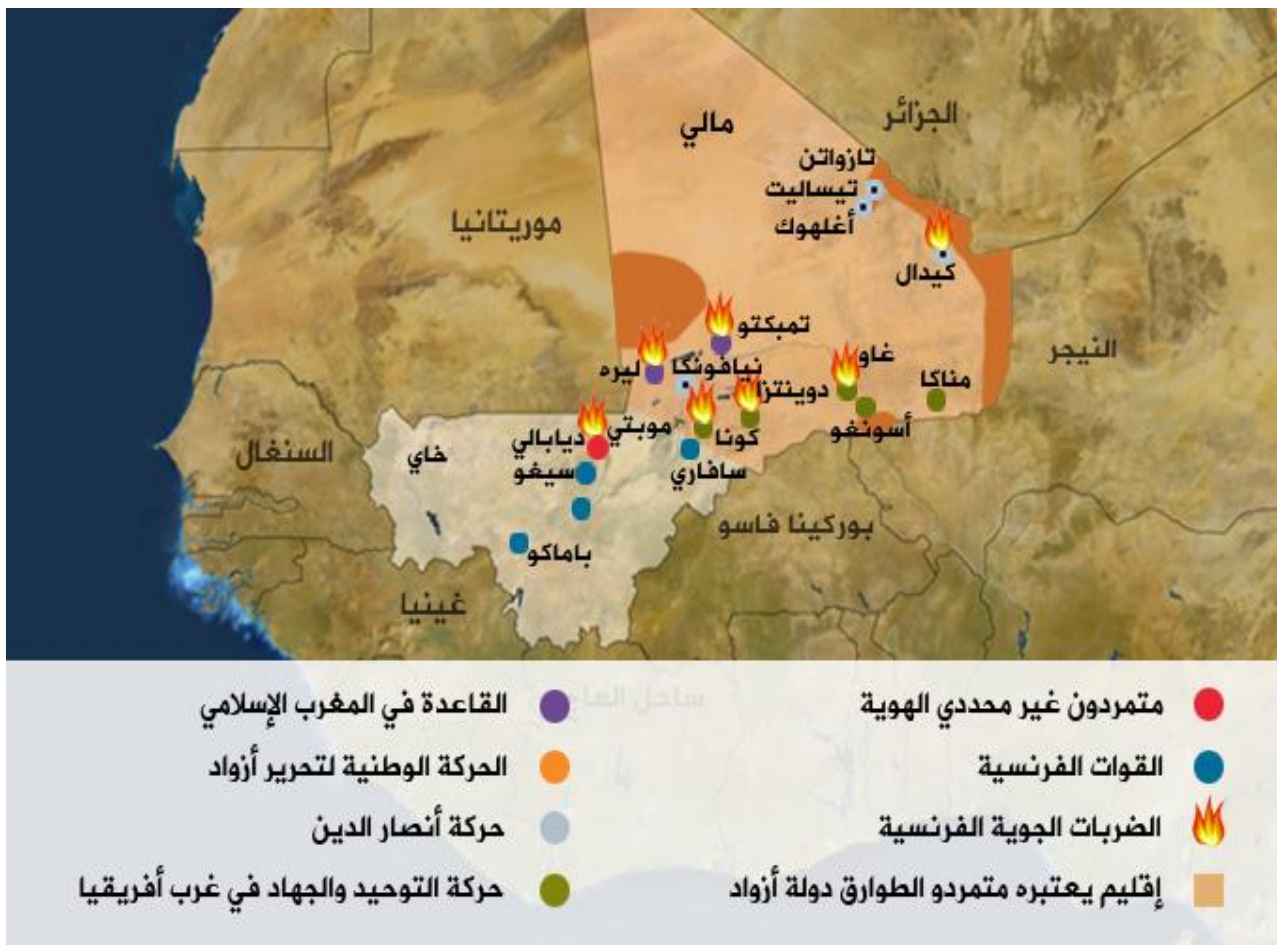 الجزائر
مالي
تازواتن
تيساليت
أغلهوك
موريتانيا
كيدال
تمبكتو
النيجر
غاو
نيافونكا
ليره
مناكا
دوينتزا
أسونغو
موبتي
كونا
ديابالي
السنغال
خاي
سيغو
سافاري
بوركينا فاسو
باماكو
غينيا
ساحل العاج
متمردون غير محددي الهوية
القوات الفرنسية
الضربات الجوية الفرنسية
إقليم يعتبره متمردو الطوارق دولة أزواد
القاعدة في المغرب الإسلامي
الحركة الوطنية لتحرير أزواد
حركة أنصار الدين
حركة التوحيد والجهاد في غرب أفريقيا